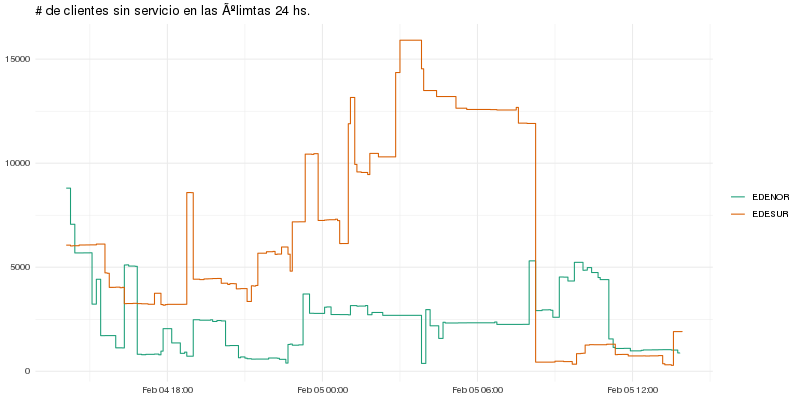 # de clientes sin servicio en las Ãºlimtas 24 hs.
15000
10000
5000
0
Feb 04 18:00
Feb 05 00:00
Feb 05 06:00
Feb 05 12:00
EDENOR
EDESUR